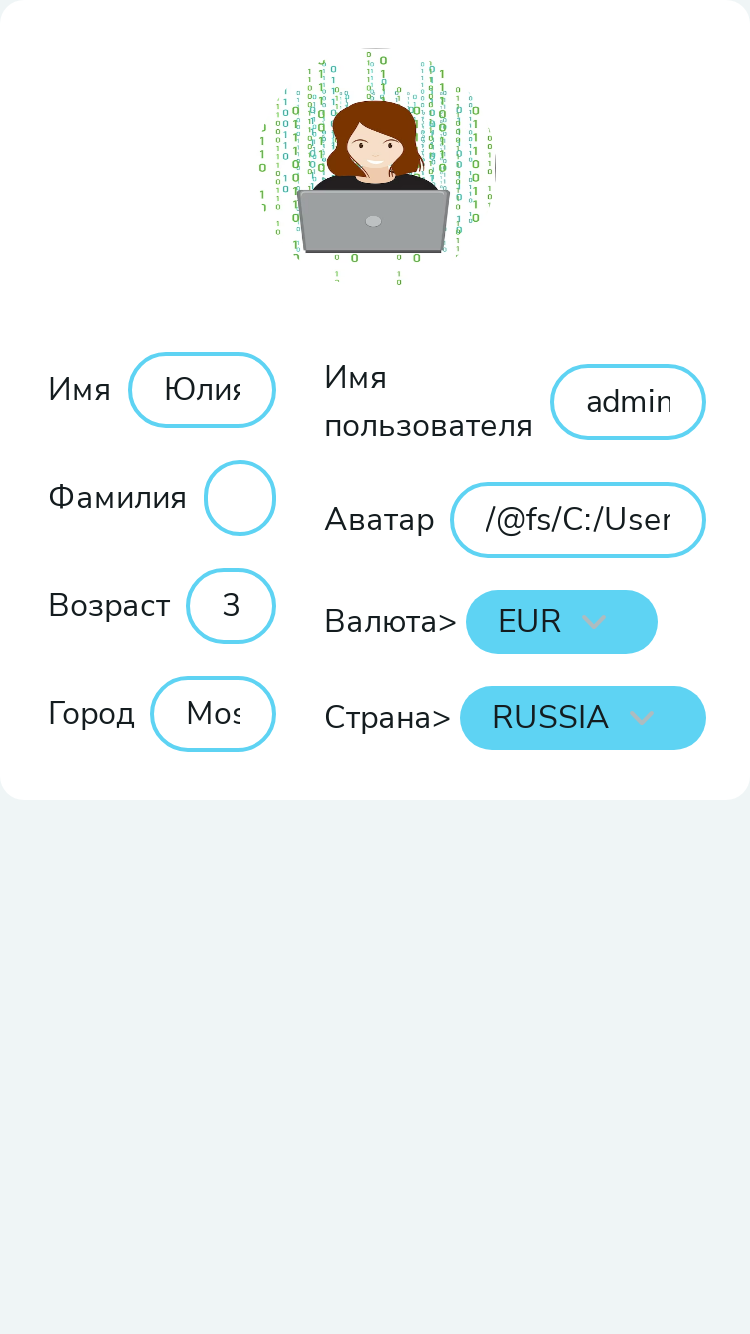 Имя Юлия
Фамилия
Возраст 3
Город Mos
Имя
пользователя admin
Аватар /@fs/C:/User
Валюта> EUR
Страна> RUSSIA